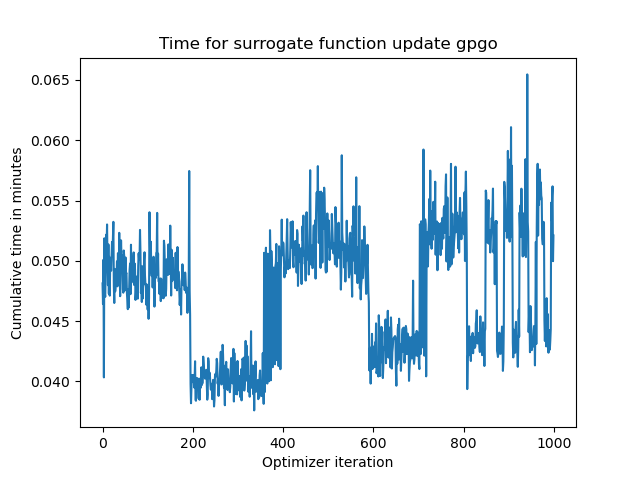 Time for surrogate function update gpgo
0.065
0.060
0.055
0.050
0.045
0.040
Cumulative time in minutes
0 200 400 600 800 1000
Optimizer iteration